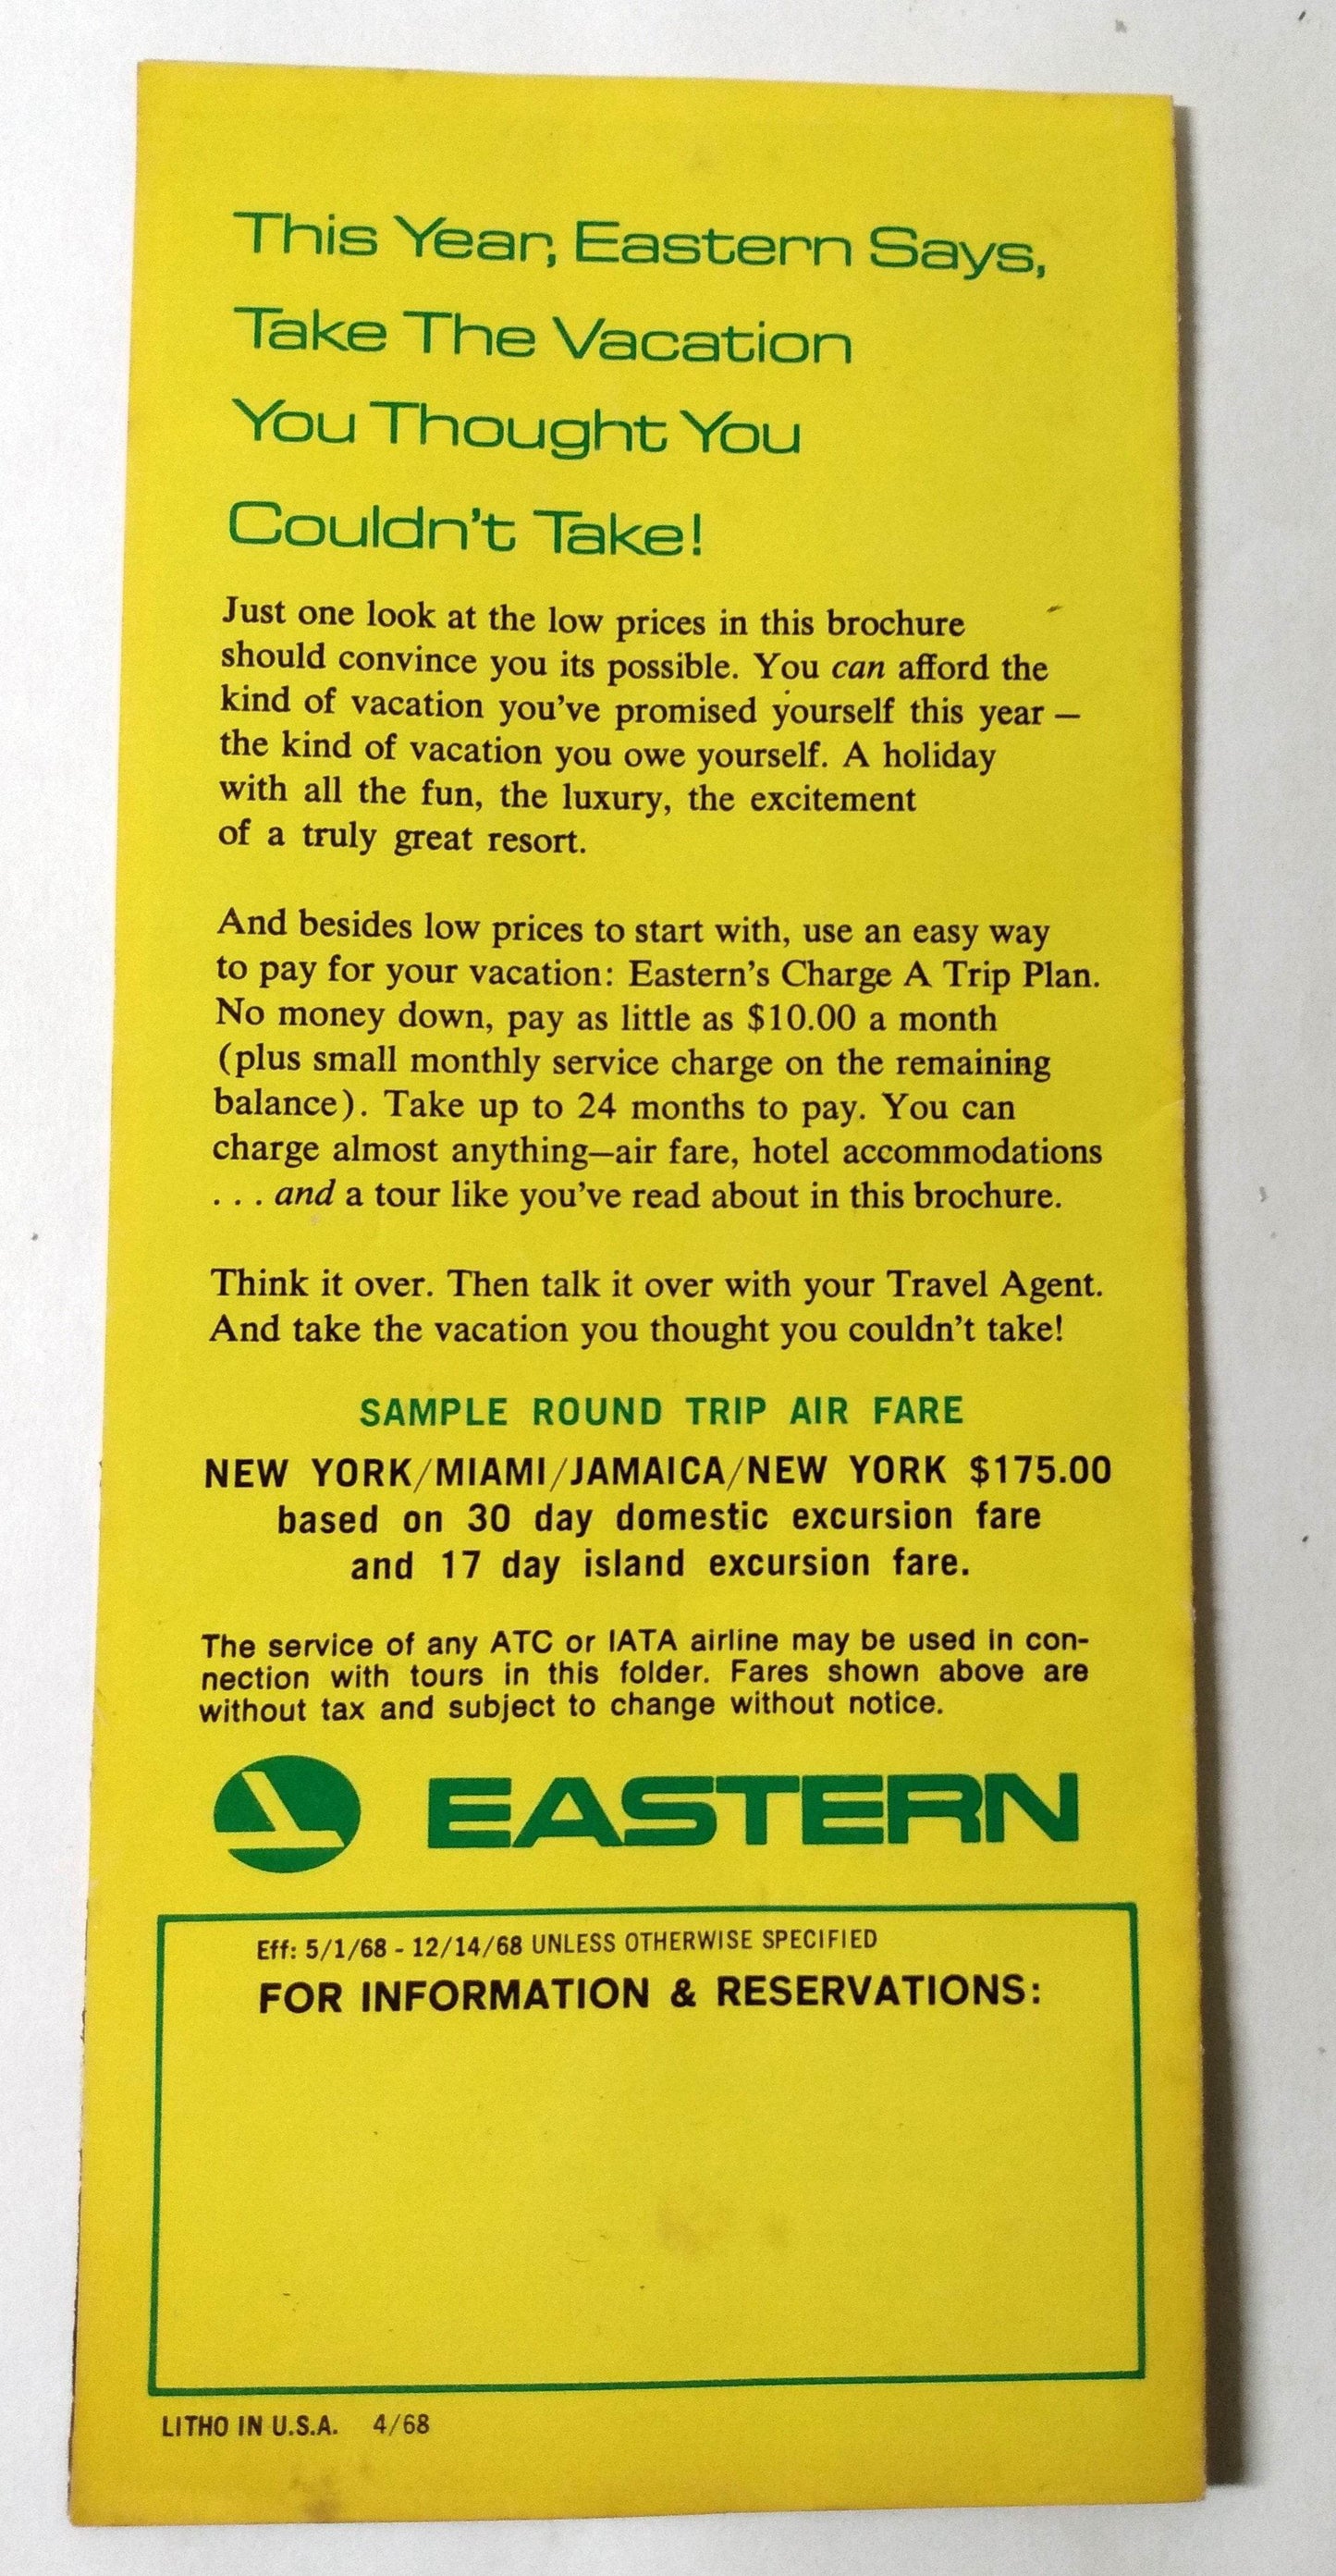 This Year, Eastern Says,
Take The Vacation
You Thought You
Couldn't Take!
Just one look at the low prices in this brochure
should convince you its possible. You can afford the
kind of vacation you've promised yourself this year —
the kind of vacation you owe yourself. A holiday
with all the fun, the luxury, the excitement
of a truly great resort.
And besides low prices to start with, use an easy way
to pay for your vacation: Eastern's Charge A Trip Plan.
No money down, pay as little as $10.00 a month
(plus small monthly service charge on the remaining
balance). Take up to 24 months to pay. You can
charge almost anything—air fare, hotel accommodations
. . . and a tour like you've read about in this brochure.
Think it over. Then talk it over with your Travel Agent.
And take the vacation you thought you couldn't take!
SAMPLE ROUND TRIP AIR FARE
NEW YORK/MIAMI/JAMAICA/NEW YORK $175.00
based on 30 day domestic excursion fare
and 17 day island excursion fare.
The service of any ATC or IATA airline may be used in con-
nection with tours in this folder. Fares shown above are
without tax and subject to change without notice.
EASTERN
Eff: 5/1/68 - 12/14/68 UNLESS OTHERWISE SPECIFIED
FOR INFORMATION & RESERVATIONS:
LITHO IN U.S.A. 4/68